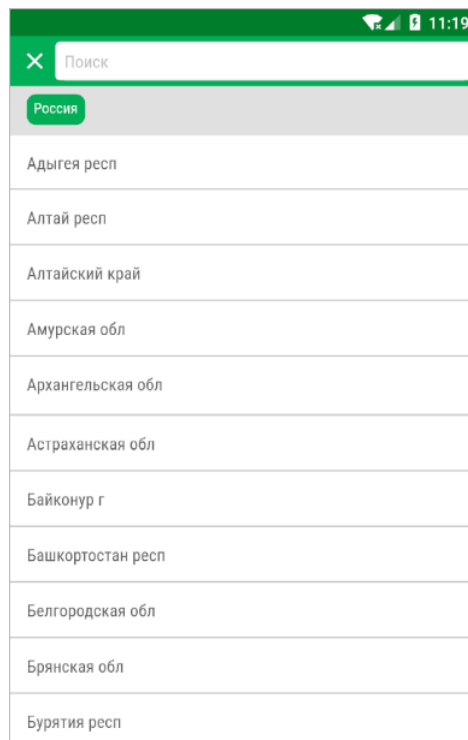 11:19
Поиск
Россия
Адыгея респ
Алтай респ
Алтайский край
Амурская обл
Архангельская обл
Астраханская обл
Байконур г
Башкортостан респ
Белгородская обл
Брянская обл
Бурятия респ